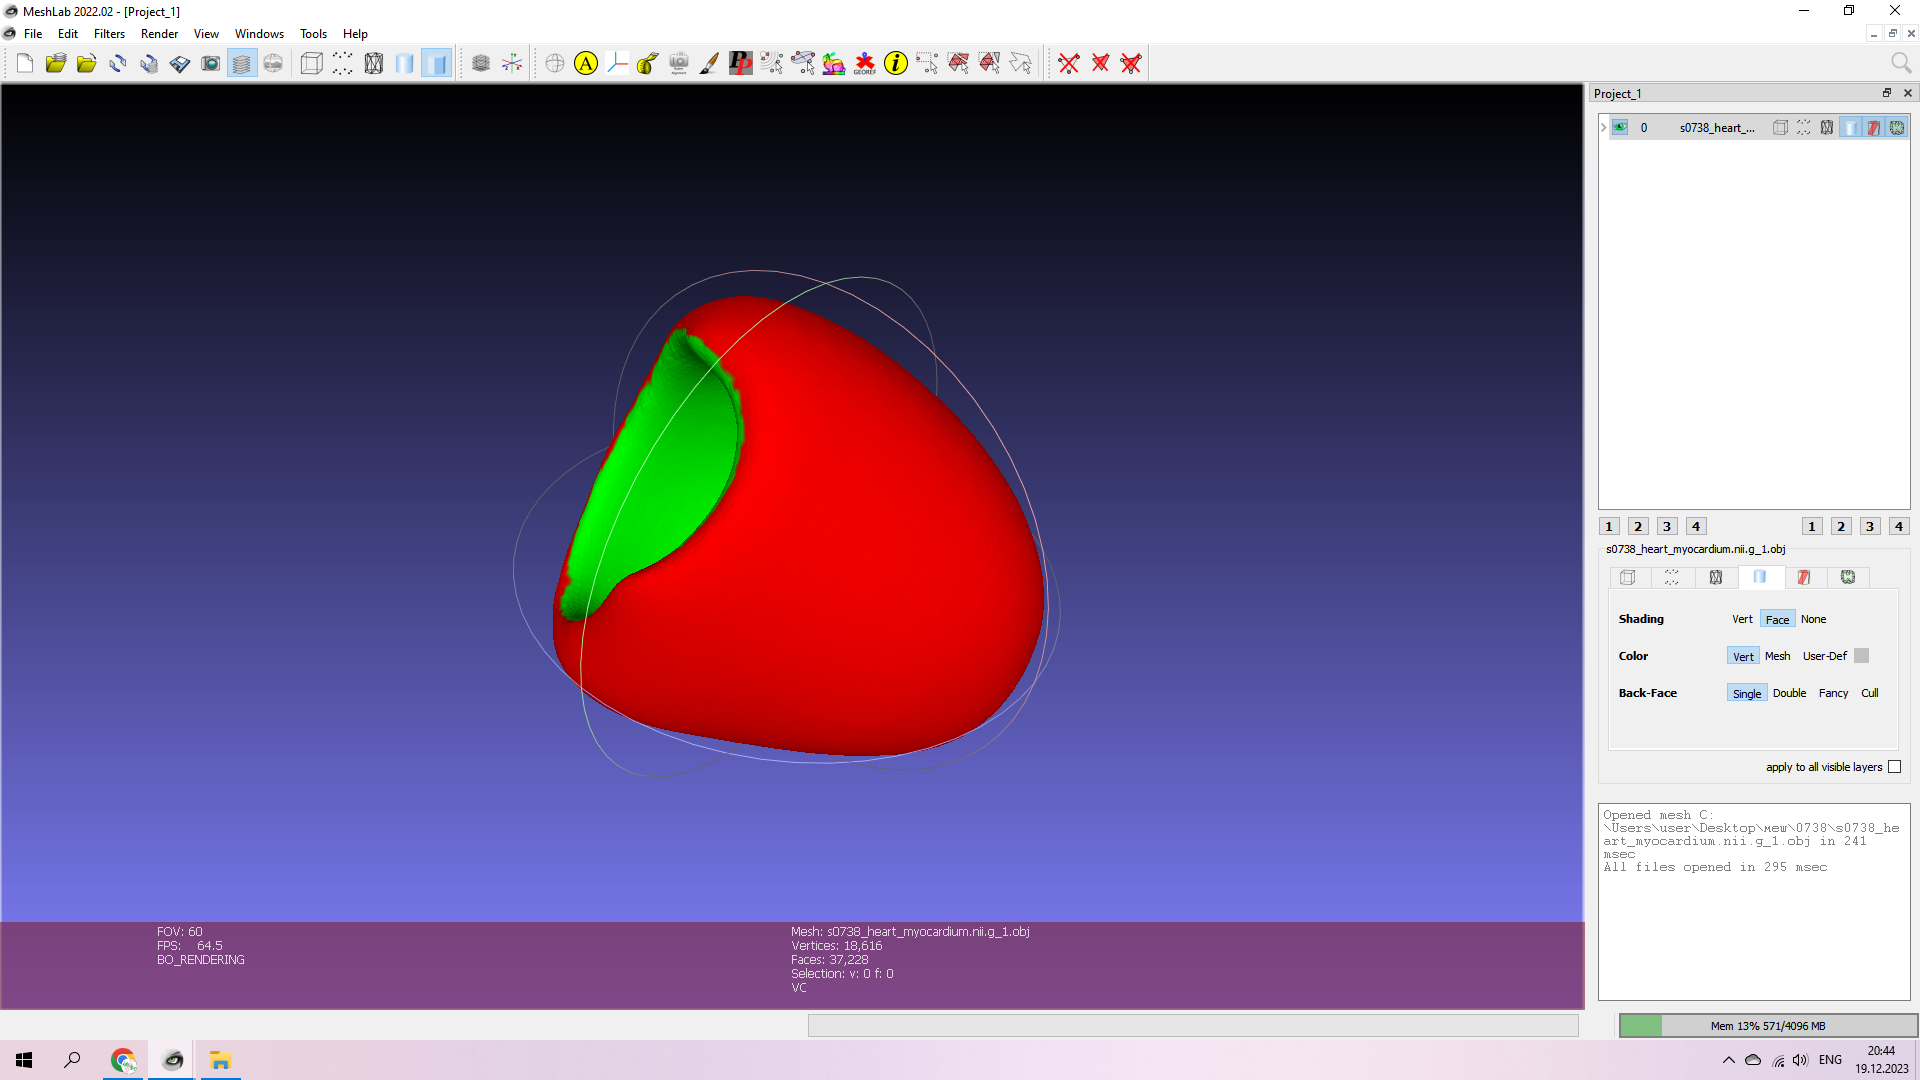 MeshLab 2022.02 - [Project_1]
File Edit Filters Render View Windows Tools Help
A
PP
GEOREF
i
Project_1
0 s0738_heart_...
1 2 3 4 1 2 3 4
s0738_heart_myocardium.nii.g_1.obj
Shading Vert Face None
Color Vert Mesh User-Def
Back-Face Single Double Fancy Cull
apply to all visible layers
Opened mesh C:
\Users\user\Desktop\меш\0738\s0738_he
art_myocardium.nii.g_1.obj in 241
msec
All files opened in 295 msec
FOV: 60
FPS: 64.5
BO_RENDERING
Mesh: s0738_heart_myocardium.nii.g_1.obj
Vertices: 18,616
Faces: 37,228
Selection: v: 0 f: 0
VC
Mem 13% 571/4096 MB
ENG
20:44
19.12.2023